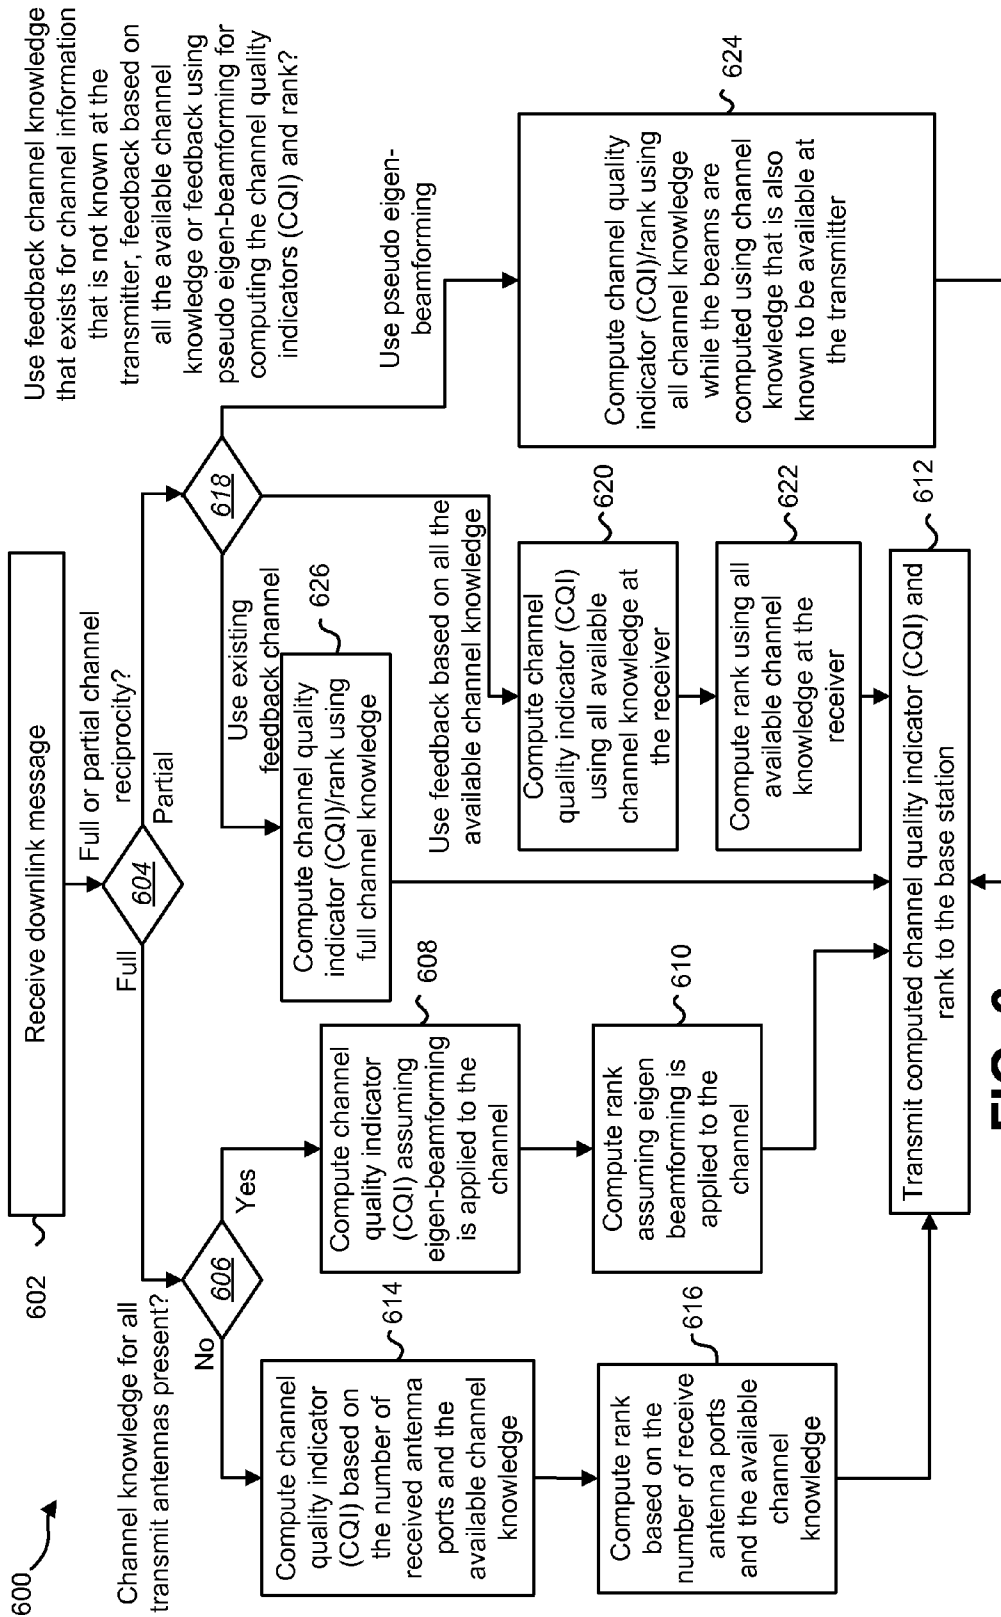 600
602
Receive downlink message
Full or partial channel
reciprocity?
604
Full
Partial
Channel knowledge for all
transmit antennas present?
606
No
Yes
614
Compute channel
quality indicator
(CQI) based on
the number of
received antenna
ports and the
available channel
knowledge
616
Compute rank
based on the
number of receive
antenna ports
and the available
channel
knowledge
608
Compute channel
quality indicator
(CQI) assuming
eigen-beamforming
is applied to the
channel
610
Compute rank
assuming eigen
beamforming is
applied to the
channel
Use feedback channel knowledge
that exists for channel information
that is not known at the
transmitter, feedback based on
all the available channel
knowledge or feedback using
pseudo eigen-beamforming for
computing the channel quality
indicators (CQI) and rank?
618
Use existing
feedback channel
626
Compute channel quality
indicator (CQI)/rank using
full channel knowledge
Use feedback based on all the
available channel knowledge
620
Compute channel
quality indicator (CQI)
using all available
channel knowledge at
the receiver
622
Compute rank using all
available channel
knowledge at the
receiver
Use pseudo eigen-
beamforming
624
Compute channel quality
indicator (CQI)/rank using
all channel knowledge
while the beams are
computed using channel
knowledge that is also
known to be available at
the transmitter
612
Transmit computed channel quality indicator (CQI) and
rank to the base station